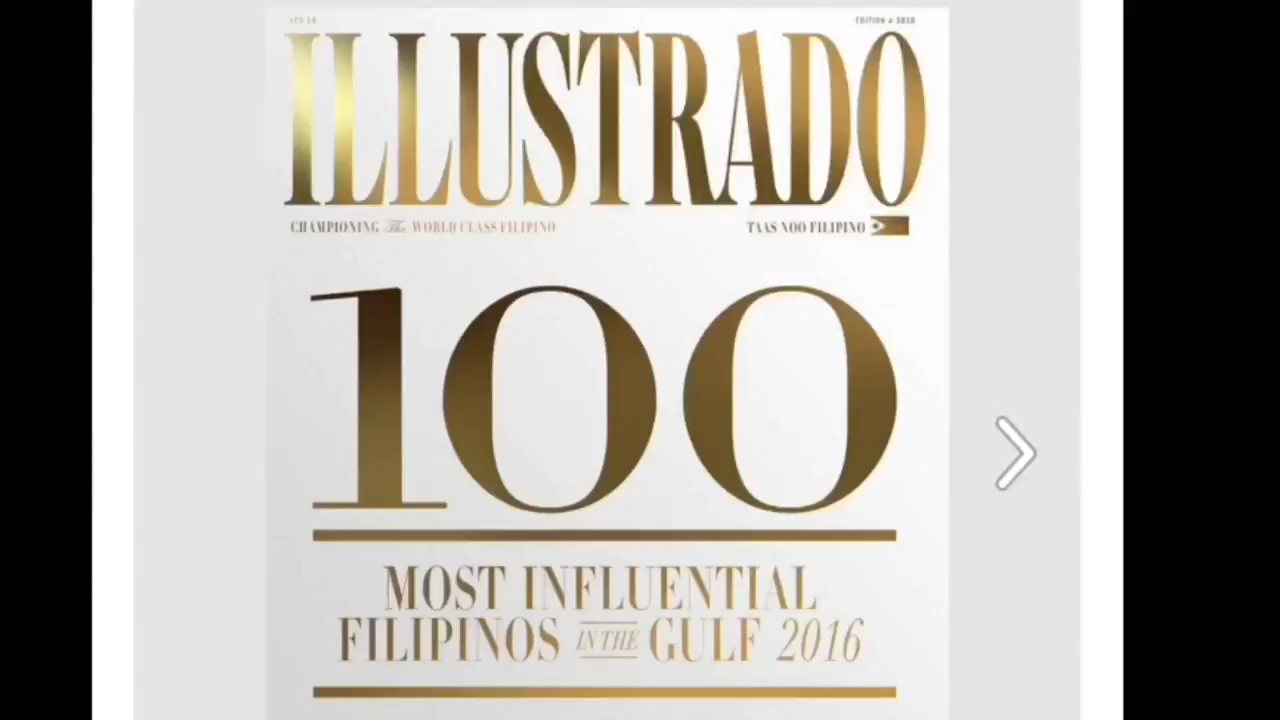 ILLUSTRADO
CHAMPIONING The WORLD CLASS FILIPINO
TAAS NOO FILIPINO
100
MOST INFLUENTIAL
FILIPINOS IN THE GULF 2016